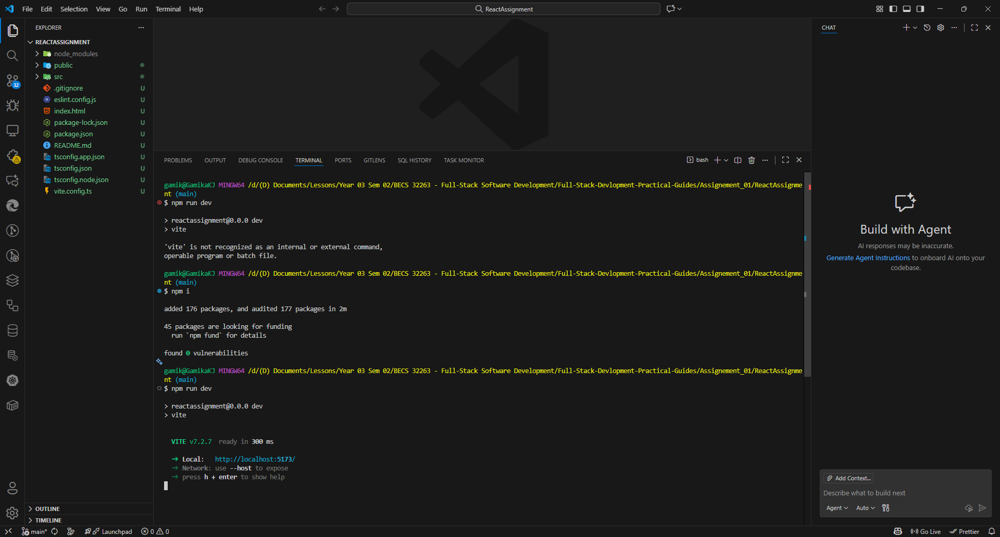 File Edit Selection View Go Run Terminal Help
ReactAssignment
EXPLORER
REACTASSIGNMENT
node_modules
public
src
.gitignore U
eslint.config.js U
index.html U
package-lock.json U
package.json U
README.md U
tsconfig.app.json U
tsconfig.json U
tsconfig.node.json U
vite.config.ts U
32
OUTLINE
TIMELINE
PROBLEMS OUTPUT DEBUG CONSOLE TERMINAL PORTS GITLENS SQL HISTORY TASK MONITOR
bash
gamik@GamikaKJ MINGW64 /d/(D) Documents/Lessons/Year 03 Sem 02/BECS 32263 - Full-Stack Software Development/Full-Stack-Devlopment-Practical-Guides/Assignement_01/ReactAssignme
nt (main)
$ npm run dev
> reactassignment@0.0.0 dev
> vite
'vite' is not recognized as an internal or external command,
operable program or batch file.
gamik@GamikaKJ MINGW64 /d/(D) Documents/Lessons/Year 03 Sem 02/BECS 32263 - Full-Stack Software Development/Full-Stack-Devlopment-Practical-Guides/Assignement_01/ReactAssignme
nt (main)
$ npm i
added 176 packages, and audited 177 packages in 2m
45 packages are looking for funding
run `npm fund` for details
found 0 vulnerabilities
gamik@GamikaKJ MINGW64 /d/(D) Documents/Lessons/Year 03 Sem 02/BECS 32263 - Full-Stack Software Development/Full-Stack-Devlopment-Practical-Guides/Assignement_01/ReactAssignme
nt (main)
$ npm run dev
> reactassignment@0.0.0 dev
> vite
VITE v7.2.7 ready in 300 ms
➜ Local: http://localhost:5173/
➜ Network: use --host to expose
➜ press h + enter to show help
CHAT
Build with Agent
AI responses may be inaccurate.
Generate Agent Instructions to onboard AI onto your
codebase.
Add Context...
Describe what to build next
Agent Auto
main* Launchpad 0 0 Go Live Prettier